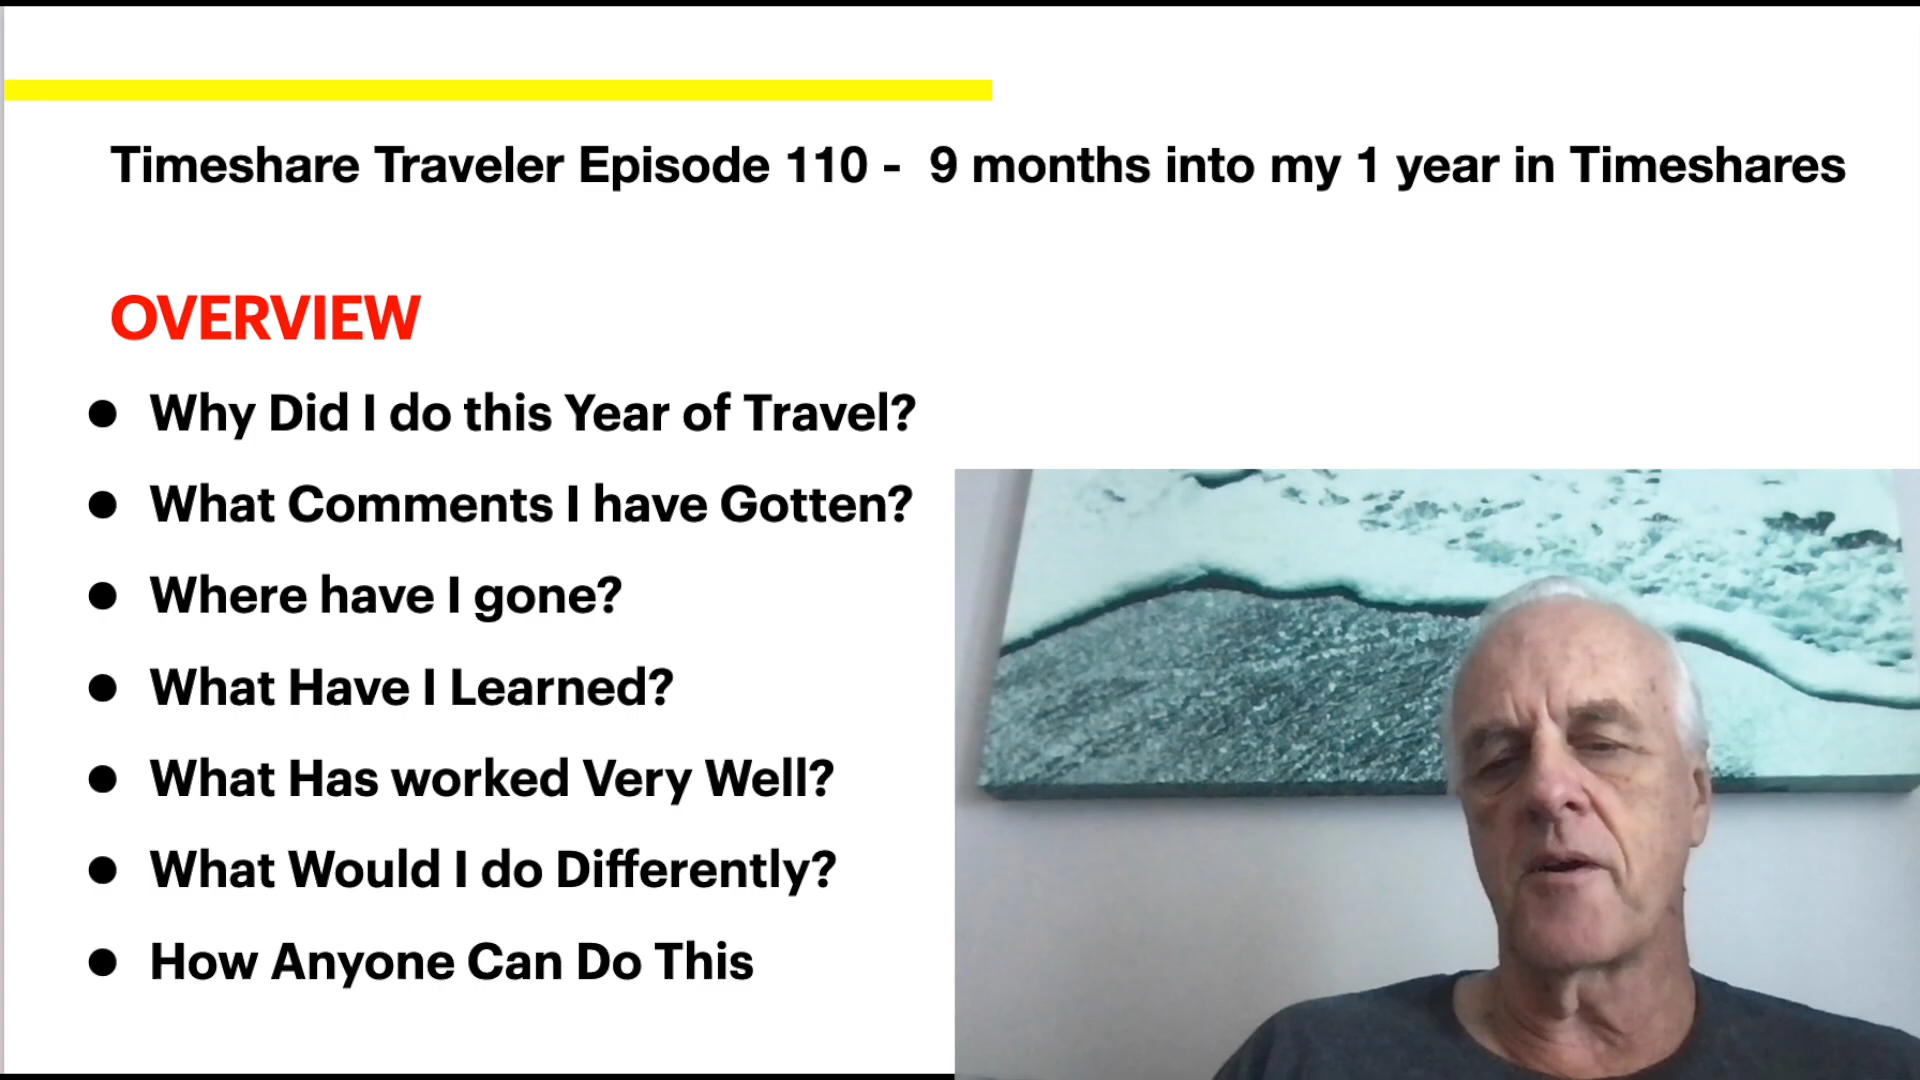 Timeshare Traveler Episode 110 - 9 months into my 1 year in Timeshares
OVERVIEW
● Why Did I do this Year of Travel?
● What Comments I have Gotten?
● Where have I gone?
● What Have I Learned?
● What Has worked Very Well?
● What Would I do Differently?
● How Anyone Can Do This